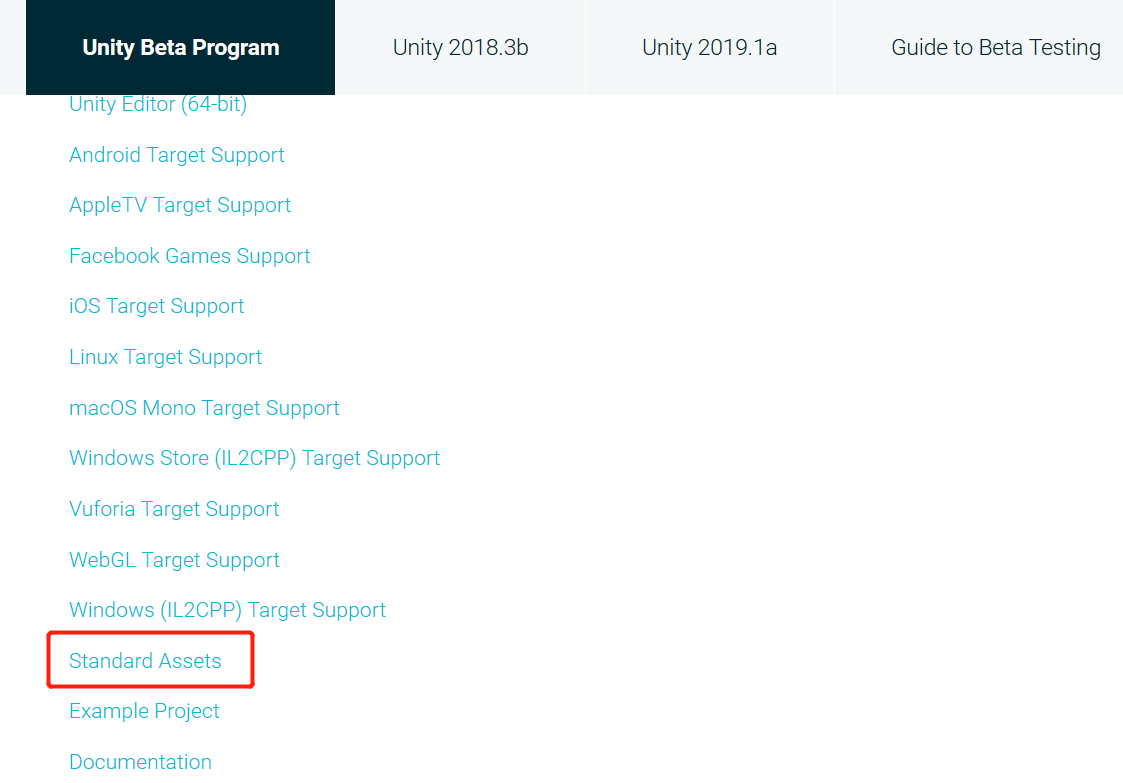 Unity Beta Program
Unity 2018.3b
Unity 2019.1a
Guide to Beta Testing
Unity Editor (64-bit)
Android Target Support
AppleTV Target Support
Facebook Games Support
iOS Target Support
Linux Target Support
macOS Mono Target Support
Windows Store (IL2CPP) Target Support
Vuforia Target Support
WebGL Target Support
Windows (IL2CPP) Target Support
Standard Assets
Example Project
Documentation